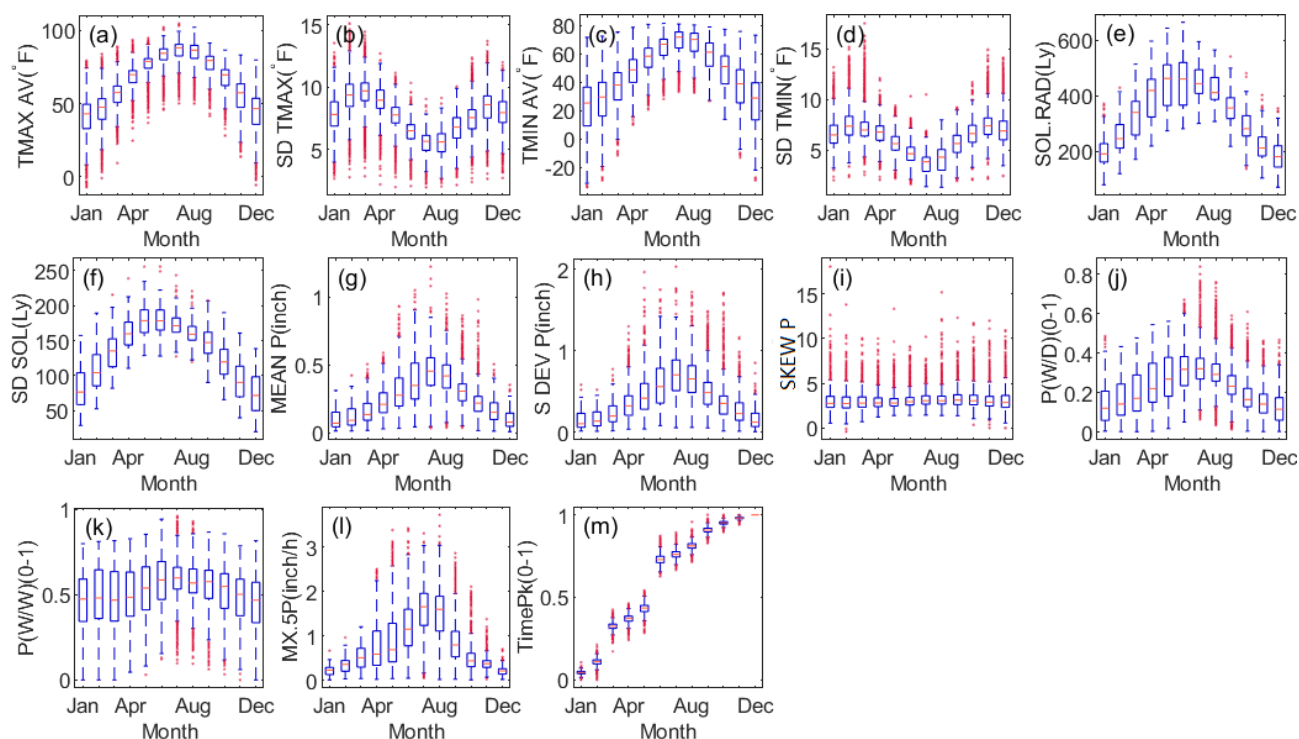 (a)
TMAX AV(°F)
100
50
0
Jan Apr Aug Dec
Month
(b)
SD TMAX(°F)
15
10
5
Jan Apr Aug Dec
Month
(c)
TMIN AV(°F)
80
60
40
20
0
-20
Jan Apr Aug Dec
Month
(d)
SD TMIN(°F)
15
10
5
Jan Apr Aug Dec
Month
(e)
SOL.RAD(Ly)
600
400
200
Jan Apr Aug Dec
Month
(f)
SD SOL(Ly)
250
200
150
100
50
Jan Apr Aug Dec
Month
(g)
MEAN P(inch)
1
0.5
0
Jan Apr Aug Dec
Month
(h)
S DEV P(inch)
2
1
0
Jan Apr Aug Dec
Month
(i)
SKEW P
15
10
5
0
Jan Apr Aug Dec
Month
(j)
P(W/D)(0-1)
0.8
0.6
0.4
0.2
0
Jan Apr Aug Dec
Month
(k)
P(W/W)(0-1)
1
0.5
0
Jan Apr Aug Dec
Month
(l)
MX.5P(inch/h)
3
2
1
0
Jan Apr Aug Dec
Month
(m)
TimePk(0-1)
1
0.5
0
Jan Apr Aug Dec
Month